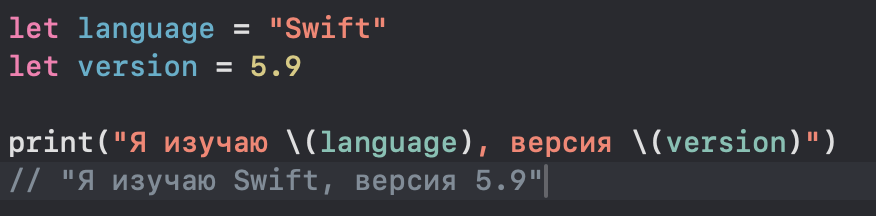 let language = "Swift"
let version = 5.9
print("Я изучаю \(language), версия \(version)")
// "Я изучаю Swift, версия 5.9"